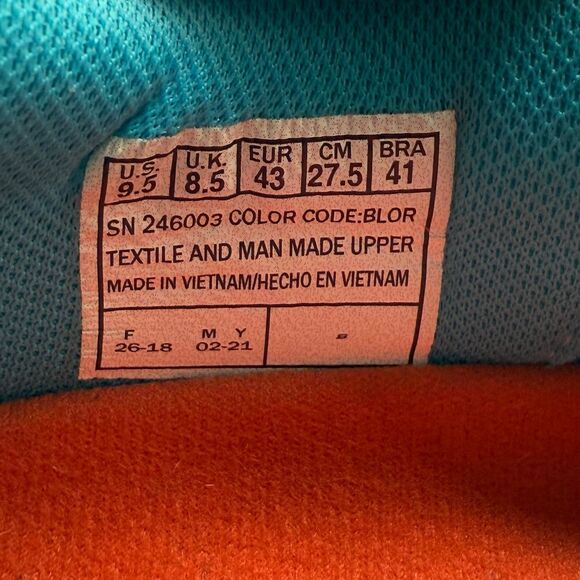 U.S. U.K. EUR CM BRA
9.5 8.5 43 27.5 41
SN 246003 COLOR CODE:BLOR
TEXTILE AND MAN MADE UPPER
MADE IN VIETNAM/HECHO EN VIETNAM
F M Y
26-18 02-21